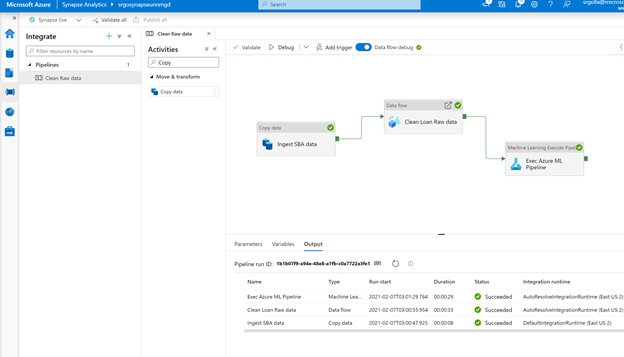 Microsoft Azure
Synapse Analytics
srgosynapseunnmgd
Search
Synapse live
Validate all
Publish all
Integrate
Filter resources by name
Pipelines
1
Clean Raw data
Clean Raw data
Activities
Copy
Move & transform
Copy data
Validate
Debug
Add trigger
Data flow debug
Copy data
Ingest SBA data
Data flow
Clean Loan Raw data
Machine Learning Execute Pipel
Exec Azure ML
Pipeline
Parameters Variables Output
Pipeline run ID: 1b1b07f9-a94e-48e8-a1fb-c0a7722a3fe1
Name Type Run start Duration Status Integration runtime
Exec Azure ML Pipeline Machine Lea... 2021-02-07T03:01:29.764 00:00:29 Succeeded AutoResolveIntegrationRuntime (East US 2)
Clean Loan Raw data Data flow 2021-02-07T03:00:55.954 00:00:33 Succeeded AutoResolveIntegrationRuntime (East US 2)
Ingest SBA data Copy data 2021-02-07T03:00:47.925 00:00:08 Succeeded DefaultIntegrationRuntime (East US 2)